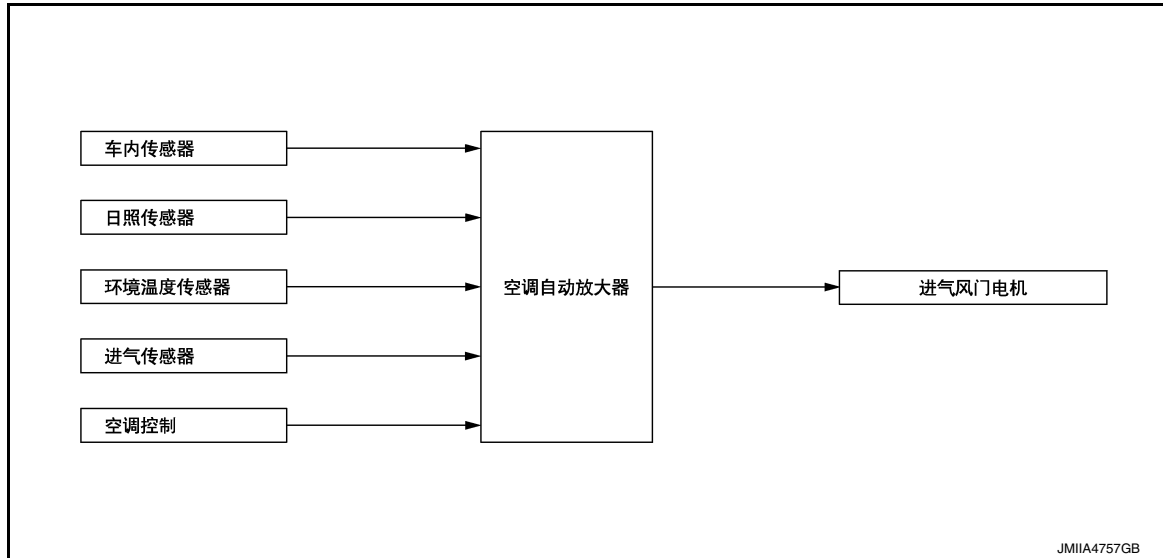 车内传感器
日照传感器
环境温度传感器
进气传感器
空调控制
空调自动放大器
进气风门电机
JMIIA4757GB